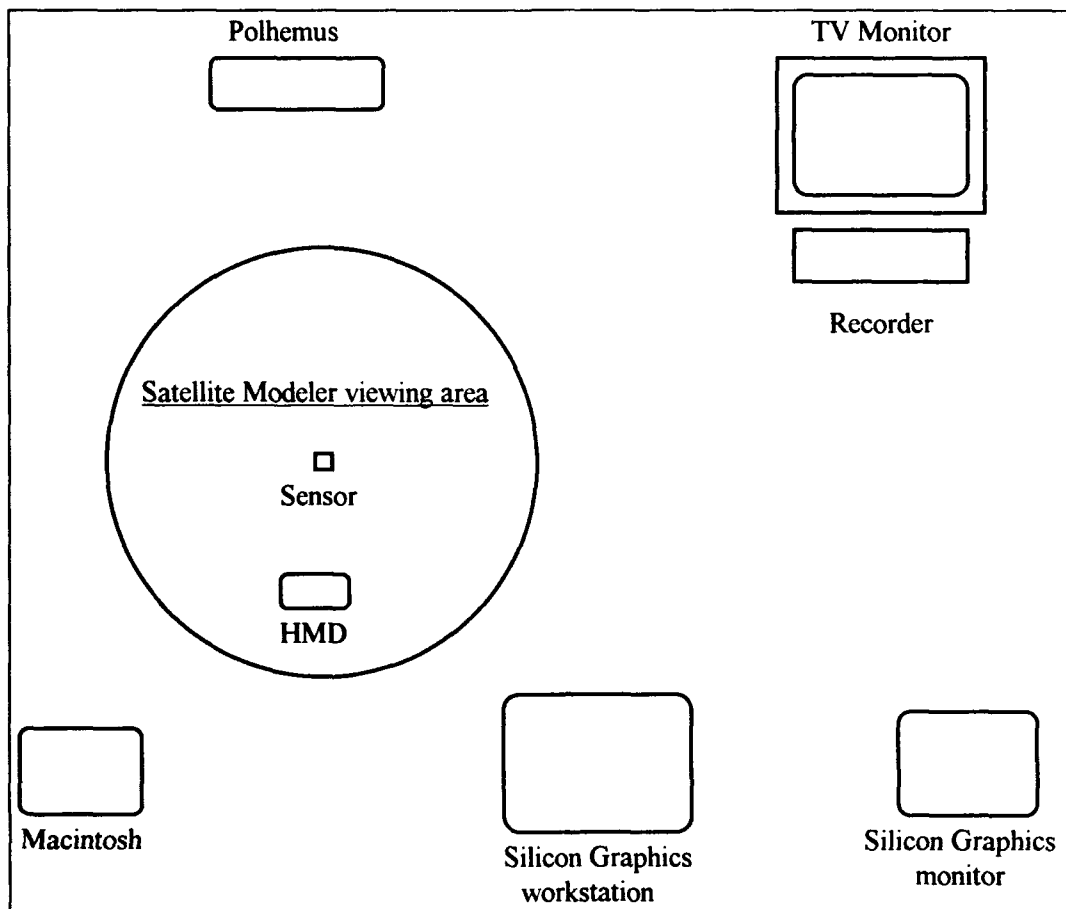 Polhemus
TV Monitor
Recorder
Satellite Modeler viewing area
Sensor
HMD
Macintosh
Silicon Graphics
workstation
Silicon Graphics
monitor